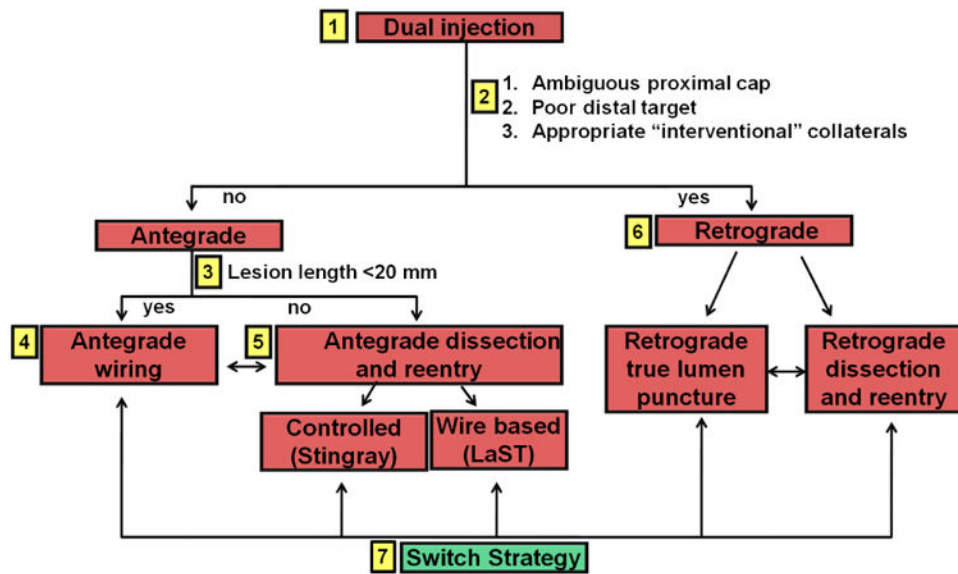 1 Dual injection
2
1. Ambiguous proximal cap
2. Poor distal target
3. Appropriate “interventional” collaterals
no
yes
Antegrade
6 Retrograde
3 Lesion length <20 mm
yes
no
4 Antegrade
wiring
5 Antegrade dissection
and reentry
Retrograde
true lumen
puncture
Retrograde
dissection
and reentry
Controlled
(Stingray)
Wire based
(LaST)
7 Switch Strategy